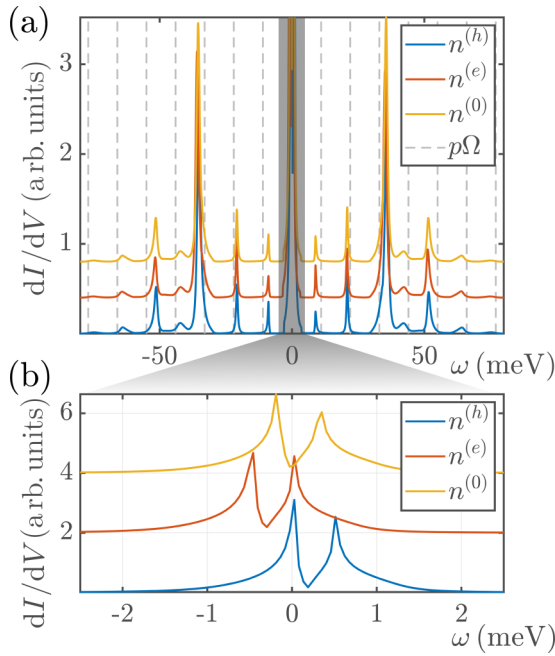 (a)
dI/dV (arb. units)
3
2
1
n^(h)
n^(e)
n^(0)
pΩ
-50
0
50
ω (meV)
(b)
dI/dV (arb. units)
6
4
2
n^(h)
n^(e)
n^(0)
-2
-1
0
1
2
ω (meV)